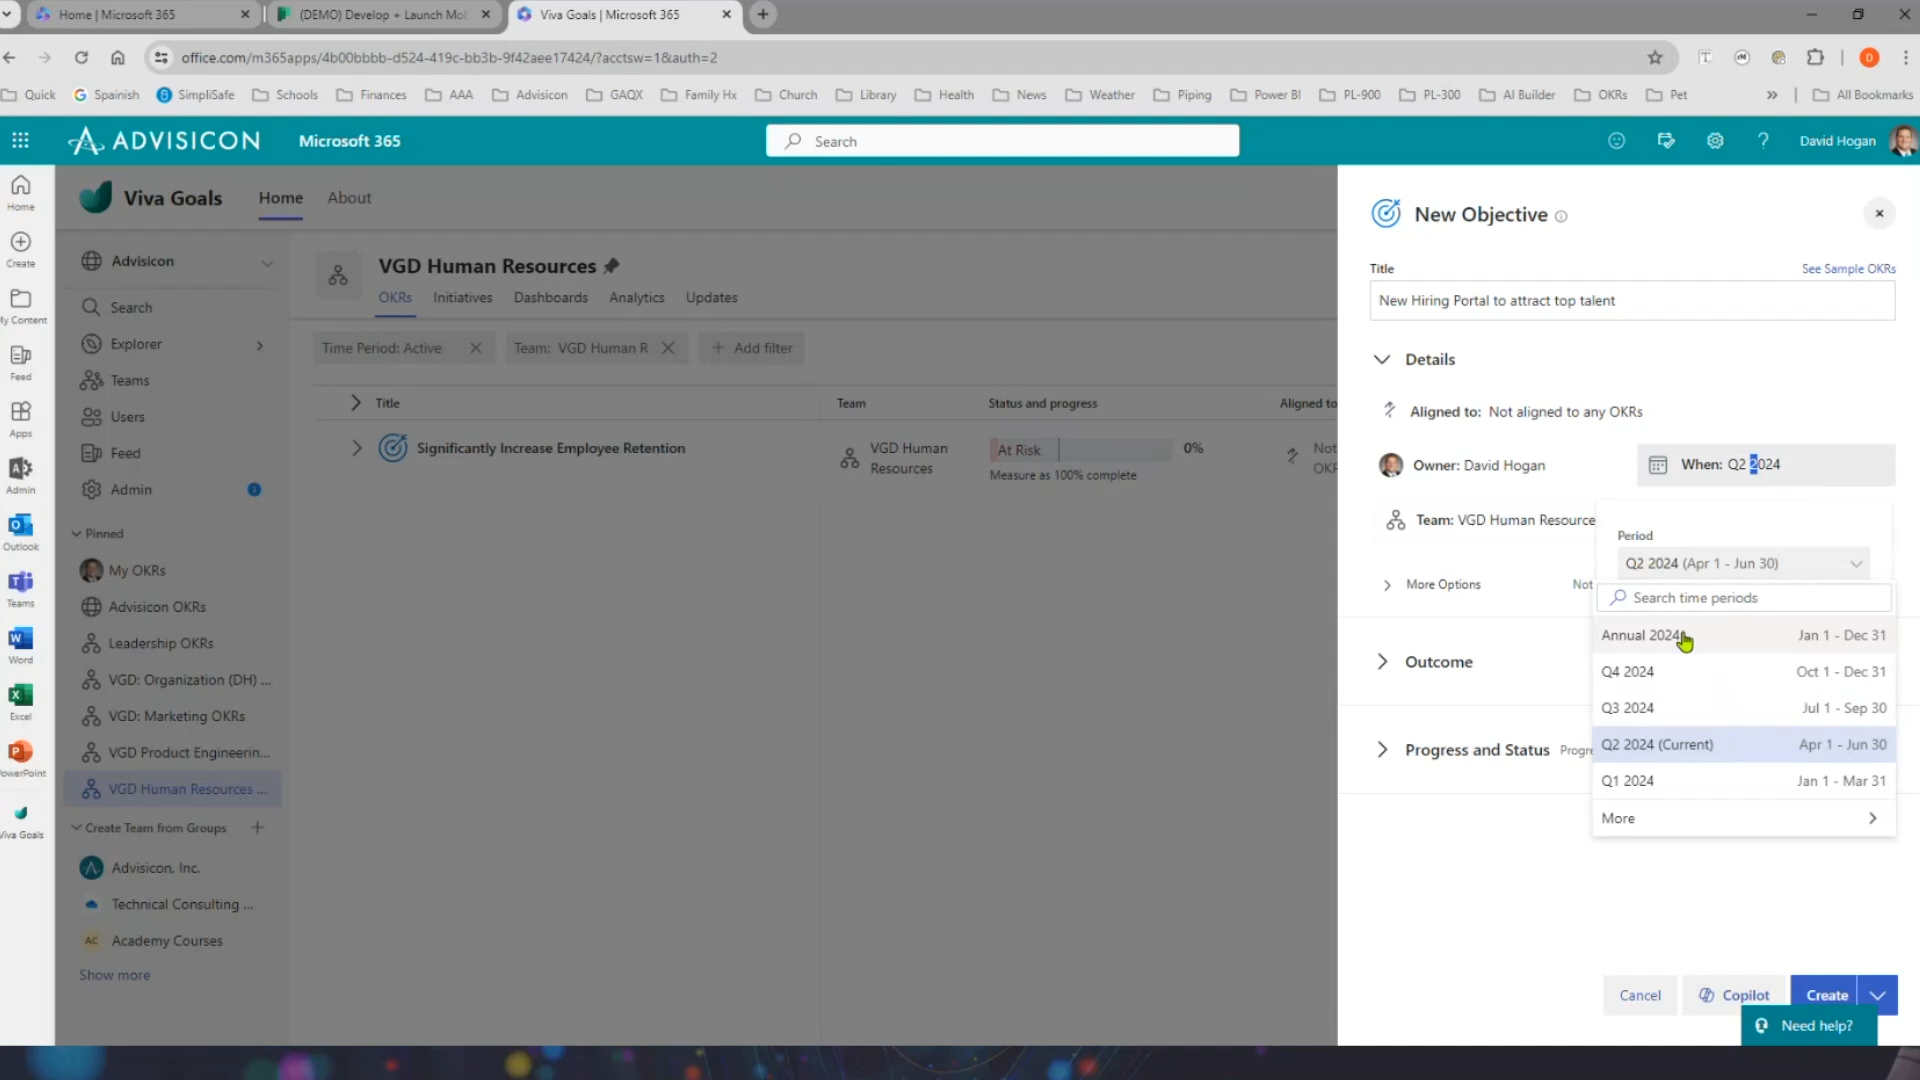 Home | Microsoft 365
(DEMO) Develop + Launch Mo
Viva Goals | Microsoft 365
office.com/m365apps/4b00bbbb-d524-419c-bb3b-9f42aee17424/?acctsw=1&auth=2
Quick
Spainish
SimpliSafe
Schools
Finances
AAA
Advisicon
GAQX
Family Hx
Church
Library
Health
News
Weather
Piping
Power BI
PL-900
PL-300
AI Builder
OKRs
Pet
All Bookmarks
ADVISICON
Microsoft 365
Search
David Hogan
Home
Create
My Content
Feed
Apps
Admin
Outlook
Teams
Word
Excel
PowerPoint
Viva Goals
Viva Goals
Home
About
Advisicon
Search
Explorer
Teams
Users
Feed
Admin
Pinned
My OKRs
Advisicon OKRs
Leadership OKRs
VGD: Organization (DH) ...
VGD: Marketing OKRs
VGD Product Engineerin...
VGD Human Resources ...
Create Team from Groups
Advisicon, Inc.
Technical Consulting ...
AC
Academy Courses
Show more
VGD Human Resources
OKRs
Initiatives
Dashboards
Analytics
Updates
Time Period: Active
Team: VGD Human R
Add filter
Title
Team
Status and progress
Aligned to
Significantly Increase Employee Retention
VGD Human
Resources
At Risk
0%
Measure as 100% complete
Not
OKR
New Objective
Title
See Sample OKRs
New Hiring Portal to attract top talent
Details
Aligned to: Not aligned to any OKRs
Owner: David Hogan
When: Q2 2024
Team: VGD Human Resource
Period
Q2 2024 (Apr 1 - Jun 30)
More Options
Not
Search time periods
Annual 2024
Jan 1 - Dec 31
Q4 2024
Oct 1 - Dec 31
Q3 2024
Jul 1 - Sep 30
Q2 2024 (Current)
Apr 1 - Jun 30
Q1 2024
Jan 1 - Mar 31
More
Outcome
Progress and Status
Progre
Cancel
Copilot
Create
Need help?